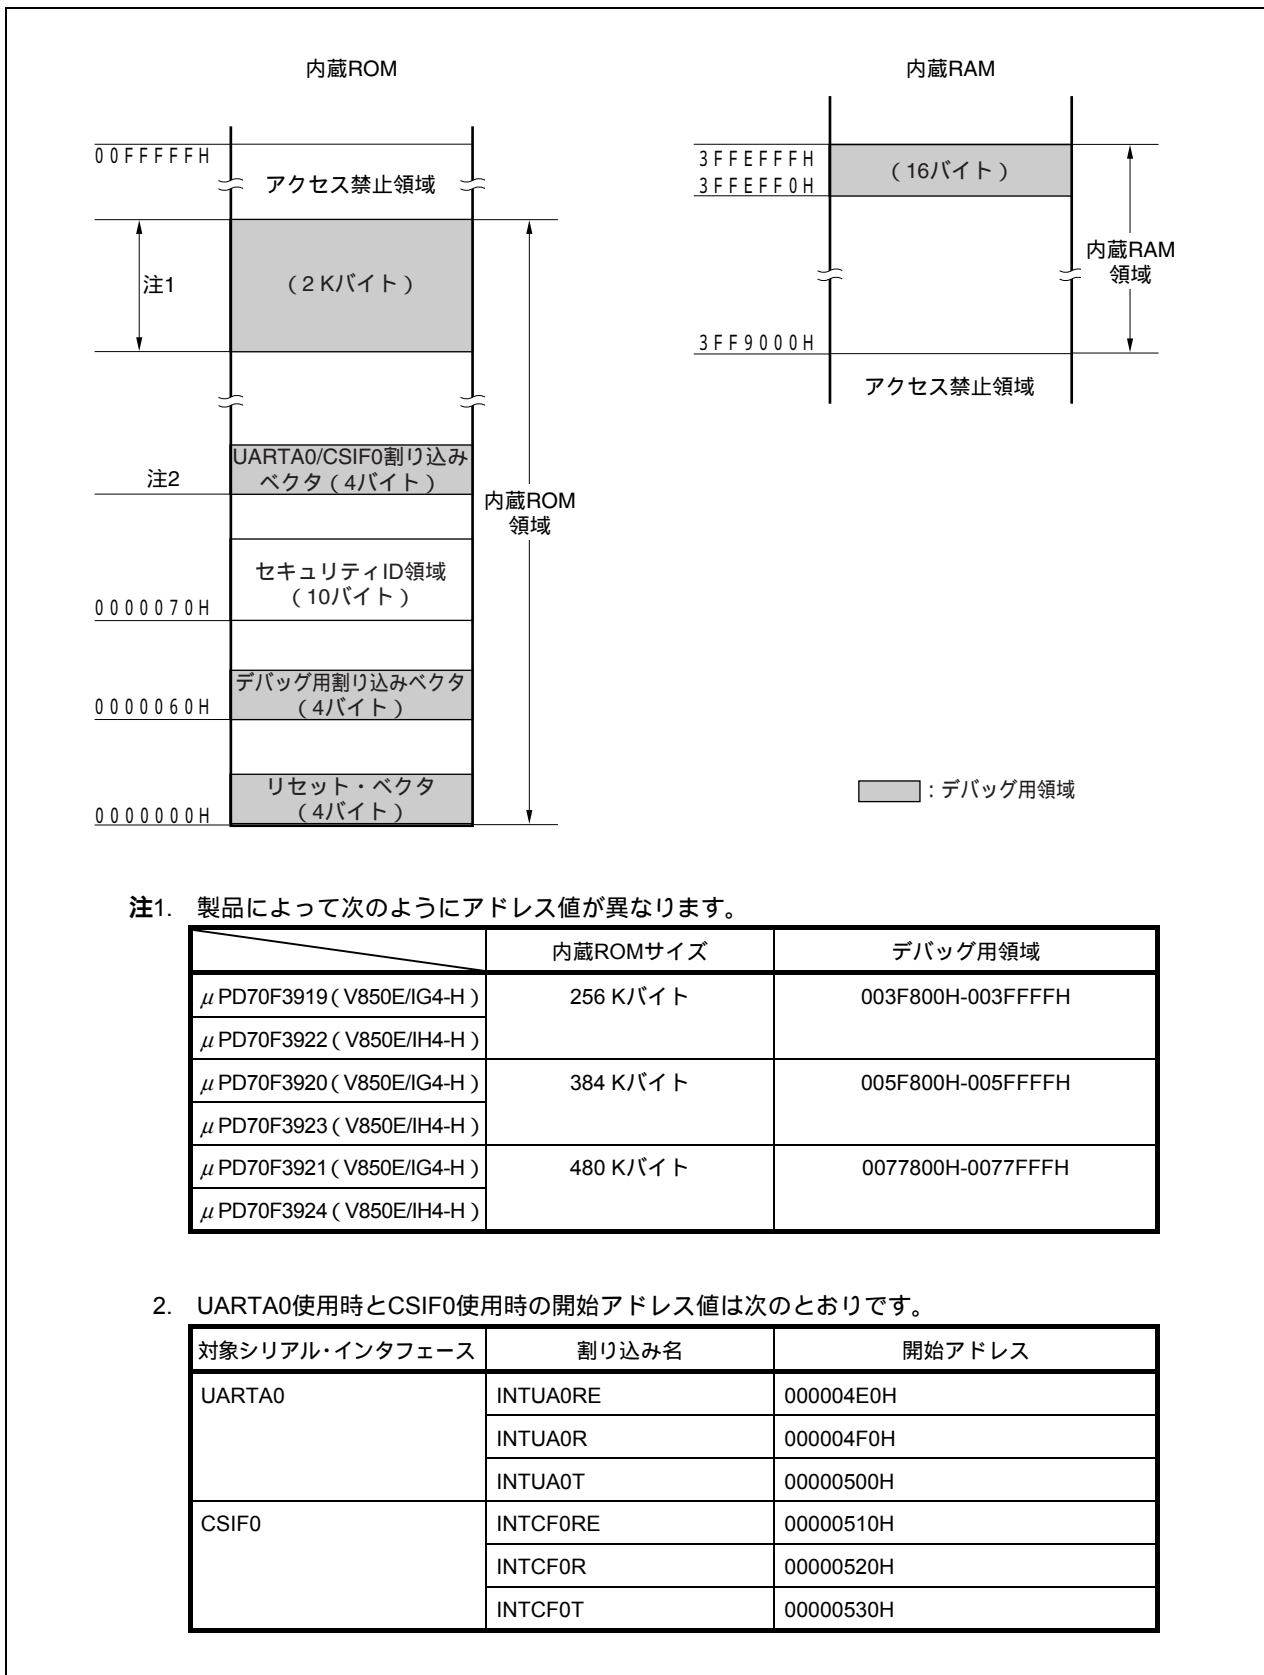 内蔵ROM
00FFFFFH
アクセス禁止領域
注1
（2 Kバイト）
注2
UARTA0/CSIF0割り込み
ベクタ（4バイト）
内蔵ROM
領域
セキュリティID領域
（10バイト）
0000070H
デバッグ用割り込みベクタ
（4バイト）
0000060H
リセット・ベクタ
（4バイト）
0000000H
内蔵RAM
3FFEFFFH
3FFEFF0H
（16バイト）
内蔵RAM
領域
3FF9000H
アクセス禁止領域
：デバッグ用領域
注1. 製品によって次のようにアドレス値が異なります。
内蔵ROMサイズ デバッグ用領域
μPD70F3919（V850E/IG4-H） 256 Kバイト 003F800H-003FFFFH
μPD70F3922（V850E/IH4-H）
μPD70F3920（V850E/IG4-H） 384 Kバイト 005F800H-005FFFFH
μPD70F3923（V850E/IH4-H）
μPD70F3921（V850E/IG4-H） 480 Kバイト 0077800H-0077FFFH
μPD70F3924（V850E/IH4-H）
2. UARTA0使用時とCSIF0使用時の開始アドレス値は次のとおりです。
対象シリアル・インタフェース 割り込み名 開始アドレス
UARTA0 INTUA0RE 000004E0H
INTUA0R 000004F0H
INTUA0T 00000500H
CSIF0 INTCF0RE 00000510H
INTCF0R 00000520H
INTCF0T 00000530H